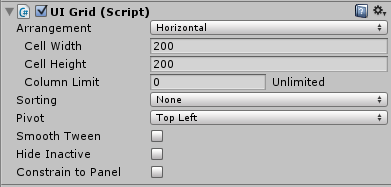 UI Grid (Script)
Arrangement Horizontal
Cell Width 200
Cell Height 200
Column Limit 0 Unlimited
Sorting None
Pivot Top Left
Smooth Tween
Hide Inactive
Constrain to Panel